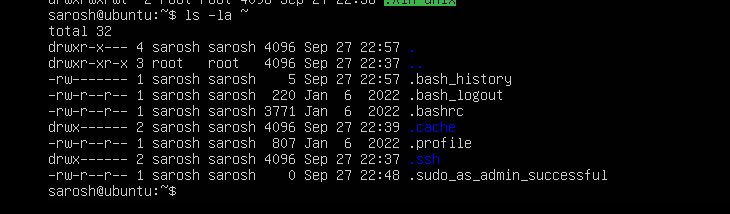 sarosh@ubuntu:~$ ls -la ~
total 32
drwxr-x--- 4 sarosh sarosh 4096 Sep 27 22:57 .
drwxr-xr-x 3 root   root   4096 Sep 27 22:37 ..
-rw------- 1 sarosh sarosh    5 Sep 27 22:57 .bash_history
-rw-r--r-- 1 sarosh sarosh  220 Jan  6  2022 .bash_logout
-rw-r--r-- 1 sarosh sarosh 3771 Jan  6  2022 .bashrc
drwx------ 2 sarosh sarosh 4096 Sep 27 22:39 .cache
-rw-r--r-- 1 sarosh sarosh  807 Jan  6  2022 .profile
drwx------ 2 sarosh sarosh 4096 Sep 27 22:37 .ssh
-rw-r--r-- 1 sarosh sarosh    0 Sep 27 22:48 .sudo_as_admin_successful
sarosh@ubuntu:~$